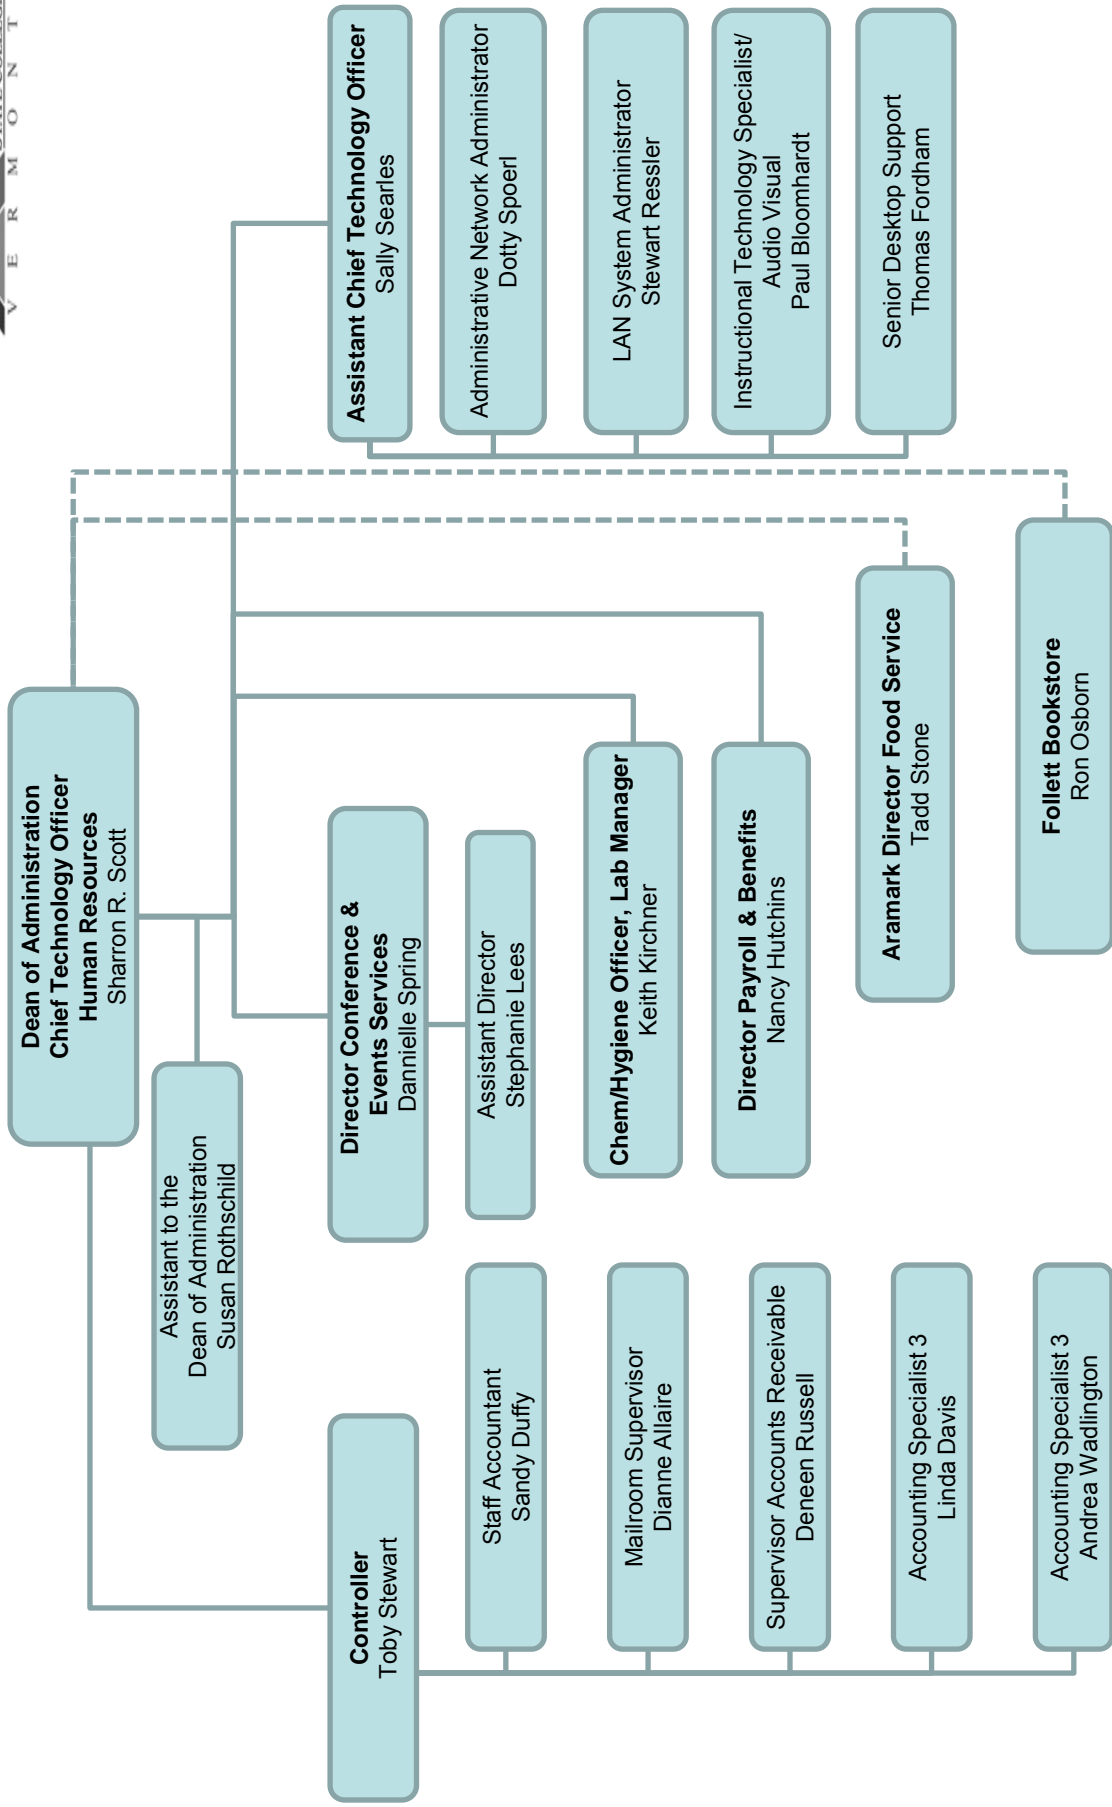 VERMONT
Dean of Administration
Chief Technology Officer
Human Resources
Sharron R. Scott
Assistant to the
Dean of Administration
Susan Rothschild
Controller
Toby Stewart
Staff Accountant
Sandy Duffy
Mailroom Supervisor
Dianne Allaire
Supervisor Accounts Receivable
Deneen Russell
Accounting Specialist 3
Linda Davis
Accounting Specialist 3
Andrea Wadlington
Director Conference &
Events Services
Dannielle Spring
Assistant Director
Stephanie Lees
Chem/Hygiene Officer, Lab Manager
Keith Kirchner
Director Payroll & Benefits
Nancy Hutchins
Aramark Director Food Service
Tadd Stone
Follett Bookstore
Ron Osborn
Assistant Chief Technology Officer
Sally Searles
Administrative Network Administrator
Dotty Spoerl
LAN System Administrator
Stewart Ressler
Instructional Technology Specialist/
Audio Visual
Paul Bloomhardt
Senior Desktop Support
Thomas Fordham